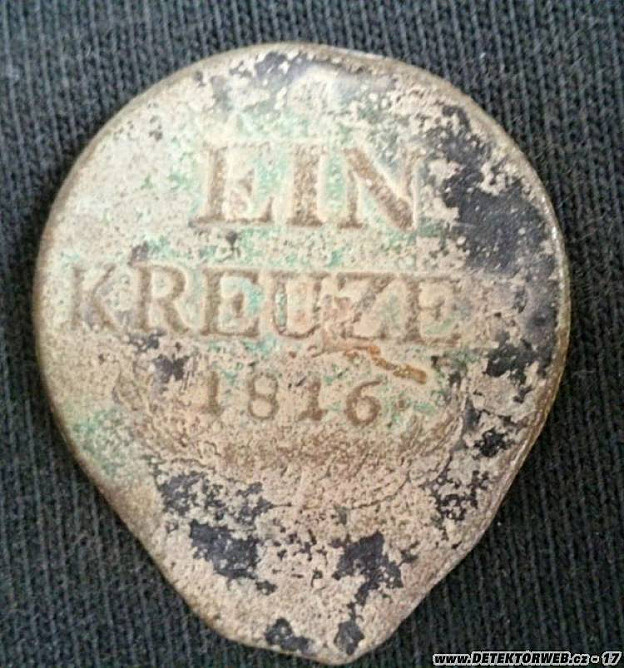 EIN
KREUZE
1816
www.DETEKTORWEB.cz - 17